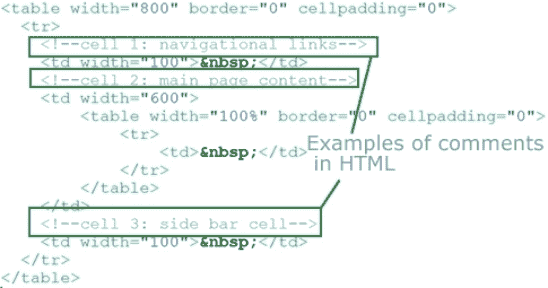 <table width="800" border="0" cellpadding="0">
<tr>
<!--cell 1: navigational links-->
<td width="100">&nbsp;</td>
<!--cell 2: main page content-->
<td width="600">
<table width="100%" border="0" cellpadding="0">
<tr>
<td>&nbsp;</td>
</tr>
</table>
</td>
<!--cell 3: side bar cell-->
<td width="100">&nbsp;</td>
</tr>
</table>
Examples of comments
in HTML